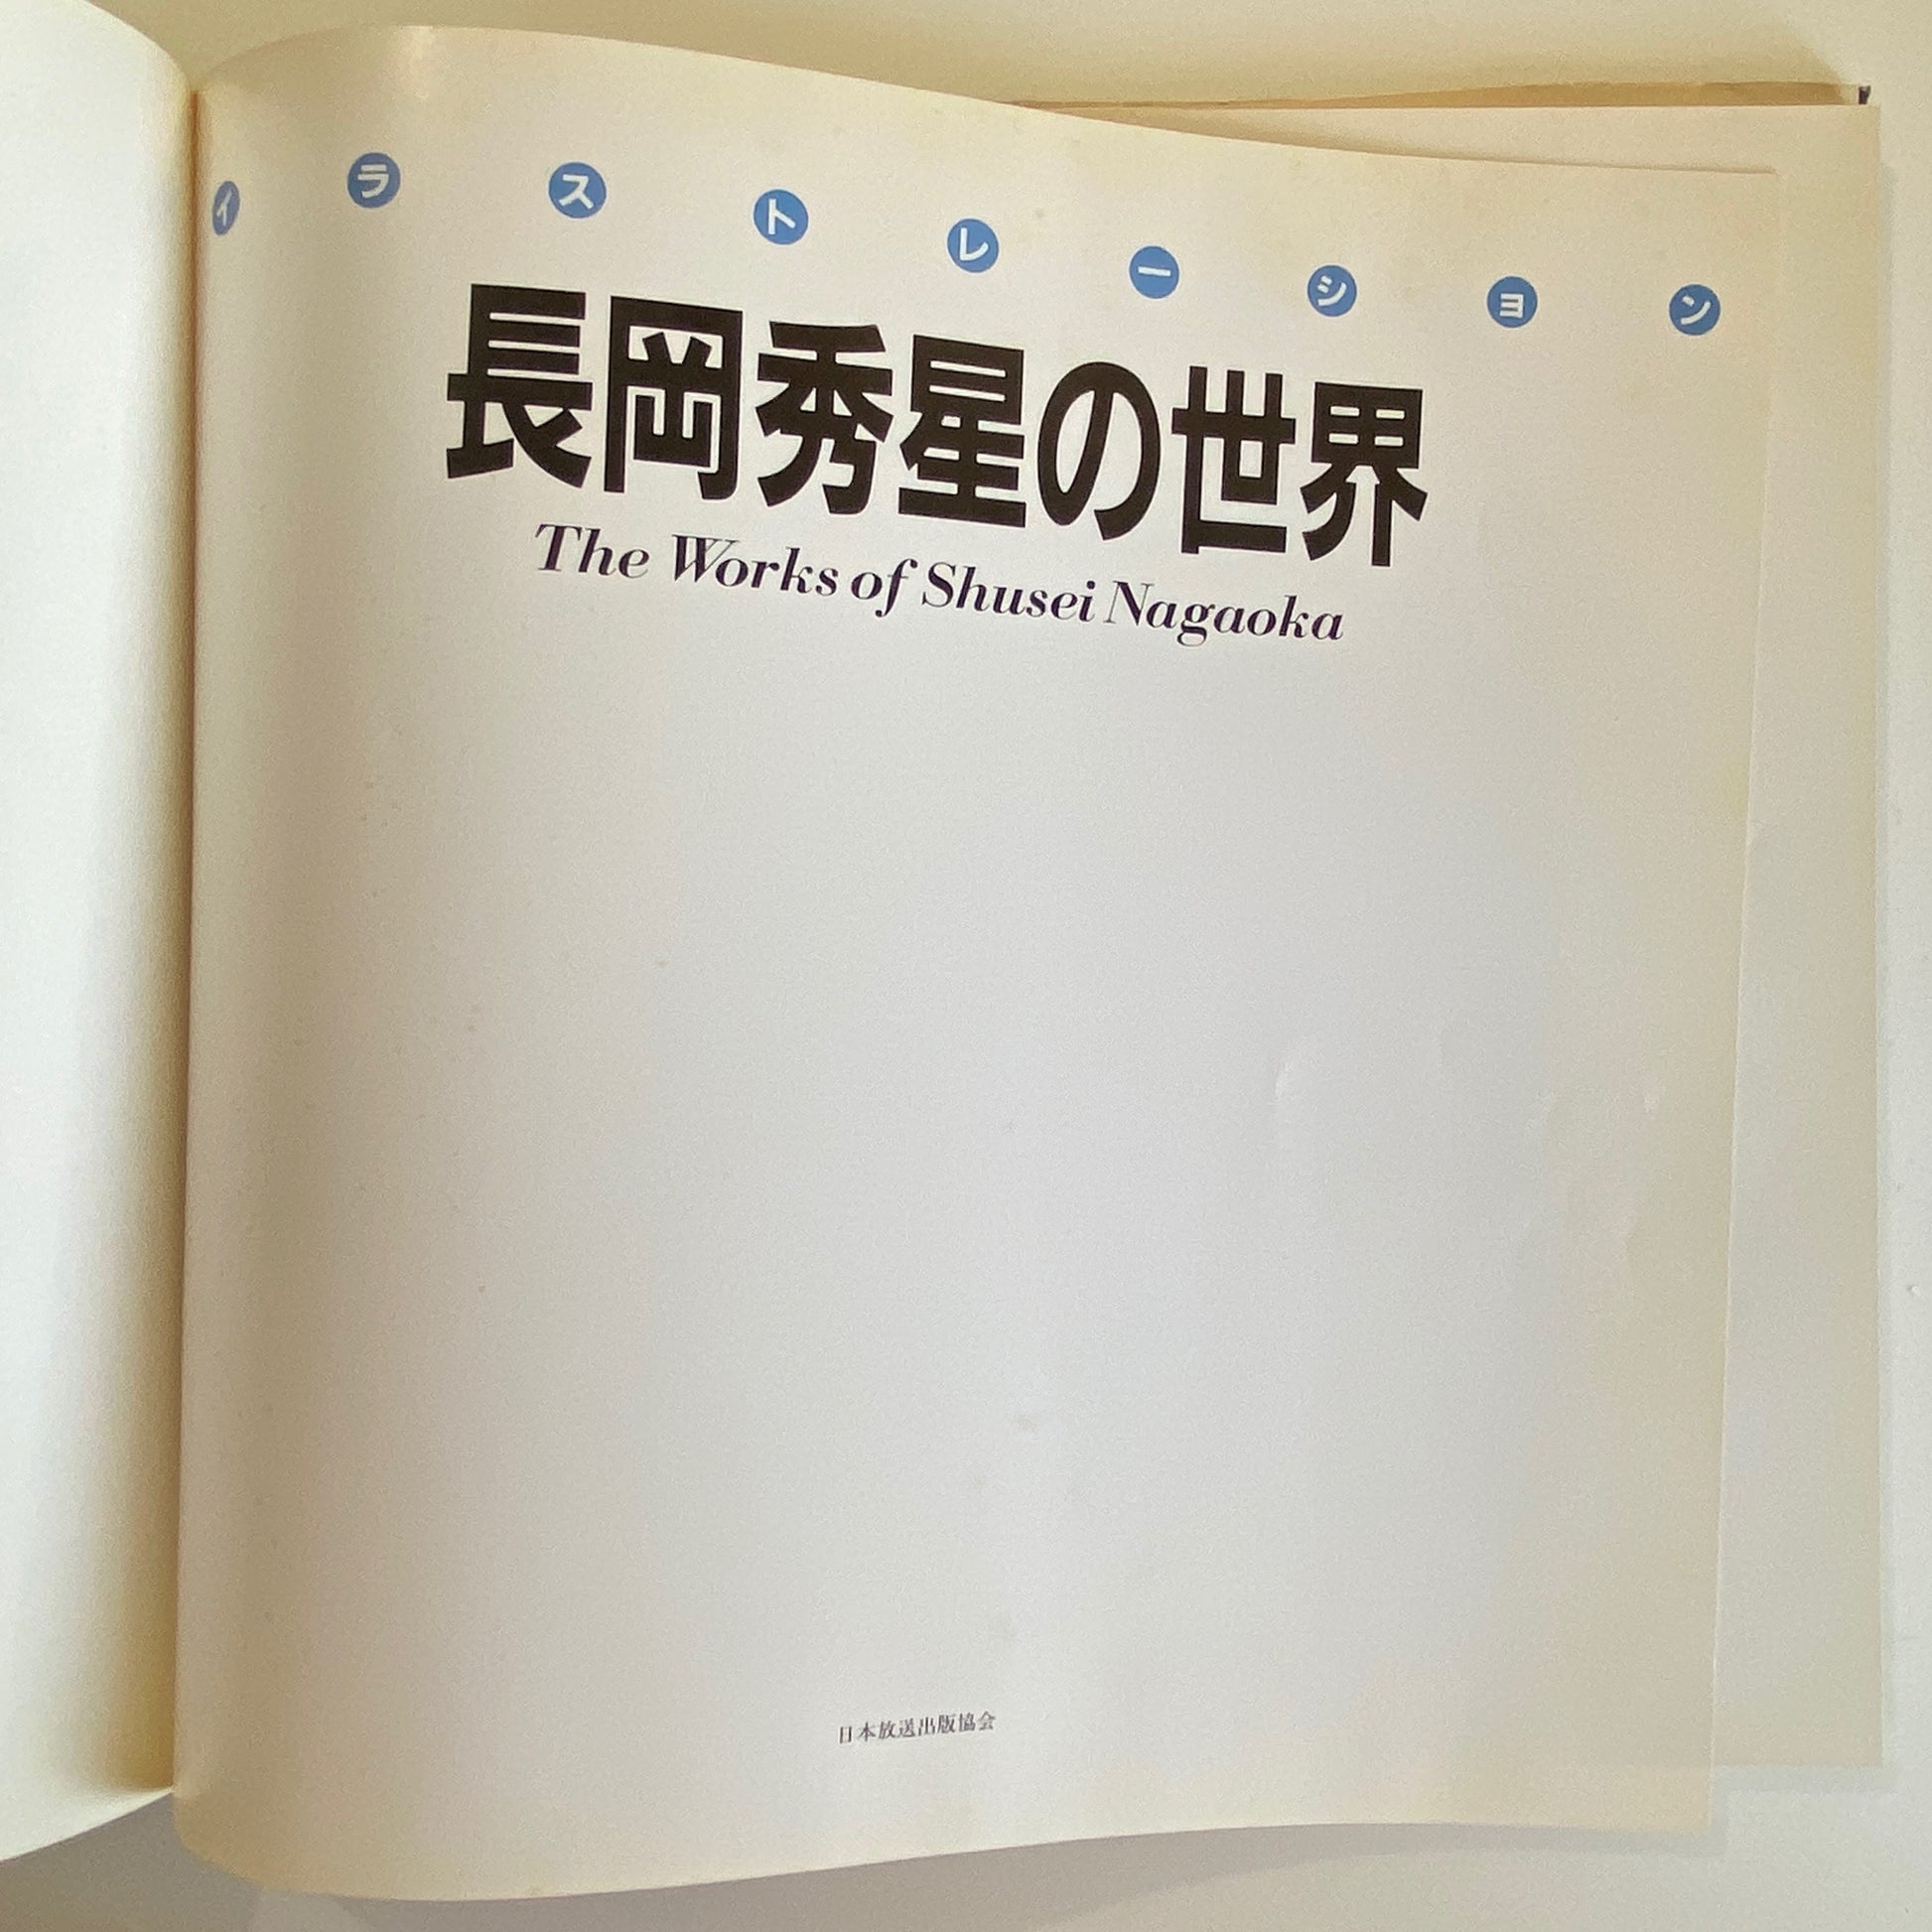 イラストレーション
長岡秀星の世界
The Works of Shusei Nagaoka
日本放送出版協会